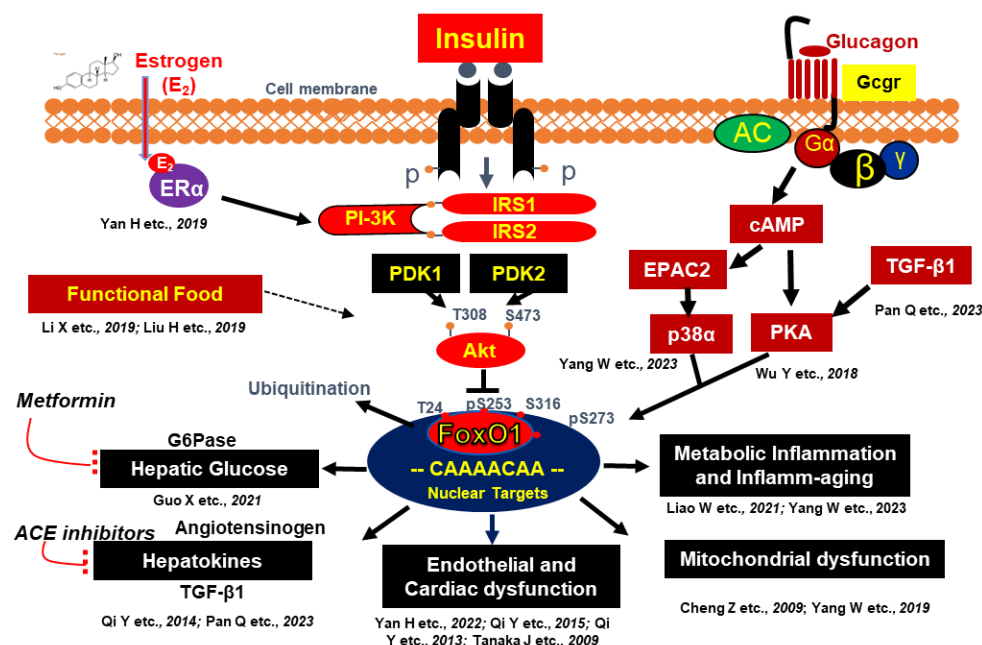 Insulin
Glucagon
Gcgr
Estrogen
(E2)
HO
OH
H
H
H
Cell membrane
AC
Gα
β
γ
E2
ERα
p
p
Yan H etc., 2019
PI-3K
IRS1
IRS2
cAMP
PDK1
PDK2
EPAC2
TGF-β1
Pan Q etc., 2023
Functional Food
Li X etc., 2019; Liu H etc., 2019
T308
S473
p38α
PKA
Akt
Yang W etc., 2023
Wu Y etc., 2018
Ubiquitination
Metformin
T24
pS253
S316
pS273
FoxO1
G6Pase
Hepatic Glucose
Guo X etc., 2021
-- CAAAACAA --
Nuclear Targets
Metabolic Inflammation
and Inflamm-aging
Liao W etc., 2021; Yang W etc., 2023
ACE inhibitors
Angiotensinogen
Hepatokines
TGF-β1
Qi Y etc., 2014; Pan Q etc., 2023
Endothelial and
Cardiac dysfunction
Yan H etc., 2022; Qi Y etc., 2015; Qi
Y etc., 2013; Tanaka J etc., 2009
Mitochondrial dysfunction
Cheng Z etc., 2009; Yang W etc., 2019